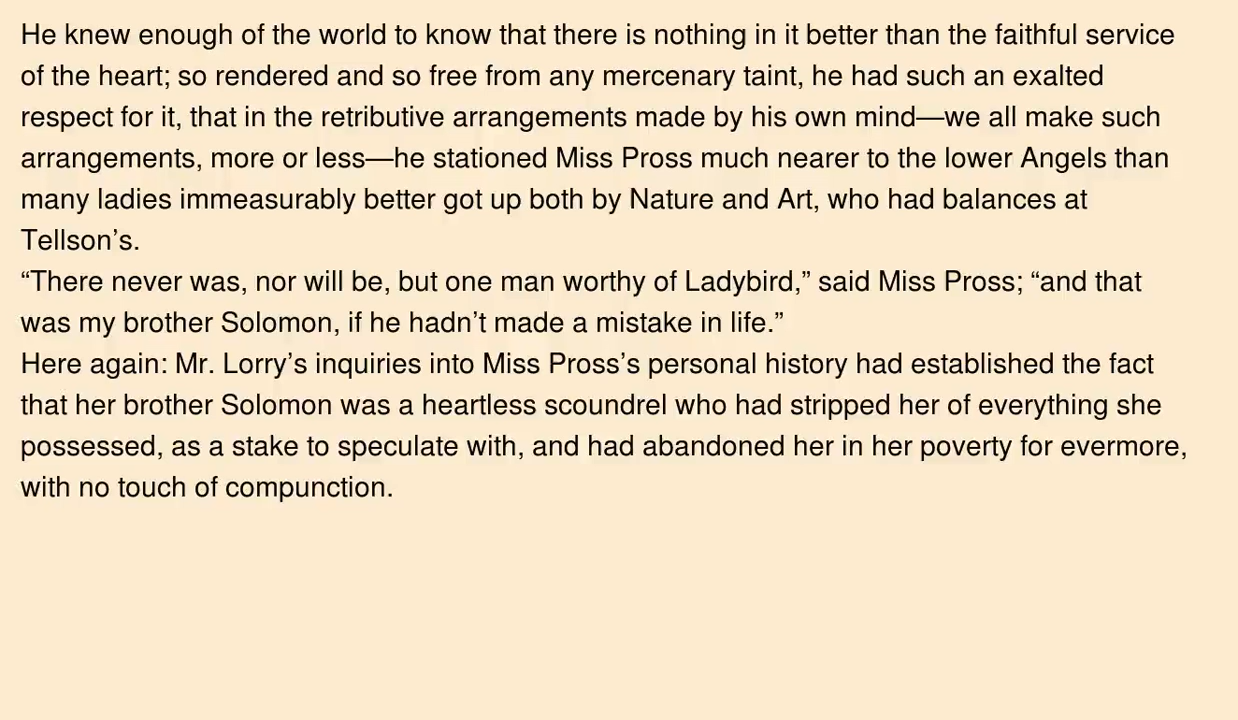 He knew enough of the world to know that there is nothing in it better than the faithful service
of the heart; so rendered and so free from any mercenary taint, he had such an exalted
respect for it, that in the retributive arrangements made by his own mind—we all make such
arrangements, more or less—he stationed Miss Pross much nearer to the lower Angels than
many ladies immeasurably better got up both by Nature and Art, who had balances at
Tellson’s.
“There never was, nor will be, but one man worthy of Ladybird,” said Miss Pross; “and that
was my brother Solomon, if he hadn’t made a mistake in life.”
Here again: Mr. Lorry’s inquiries into Miss Pross’s personal history had established the fact
that her brother Solomon was a heartless scoundrel who had stripped her of everything she
possessed, as a stake to speculate with, and had abandoned her in her poverty for evermore,
with no touch of compunction.